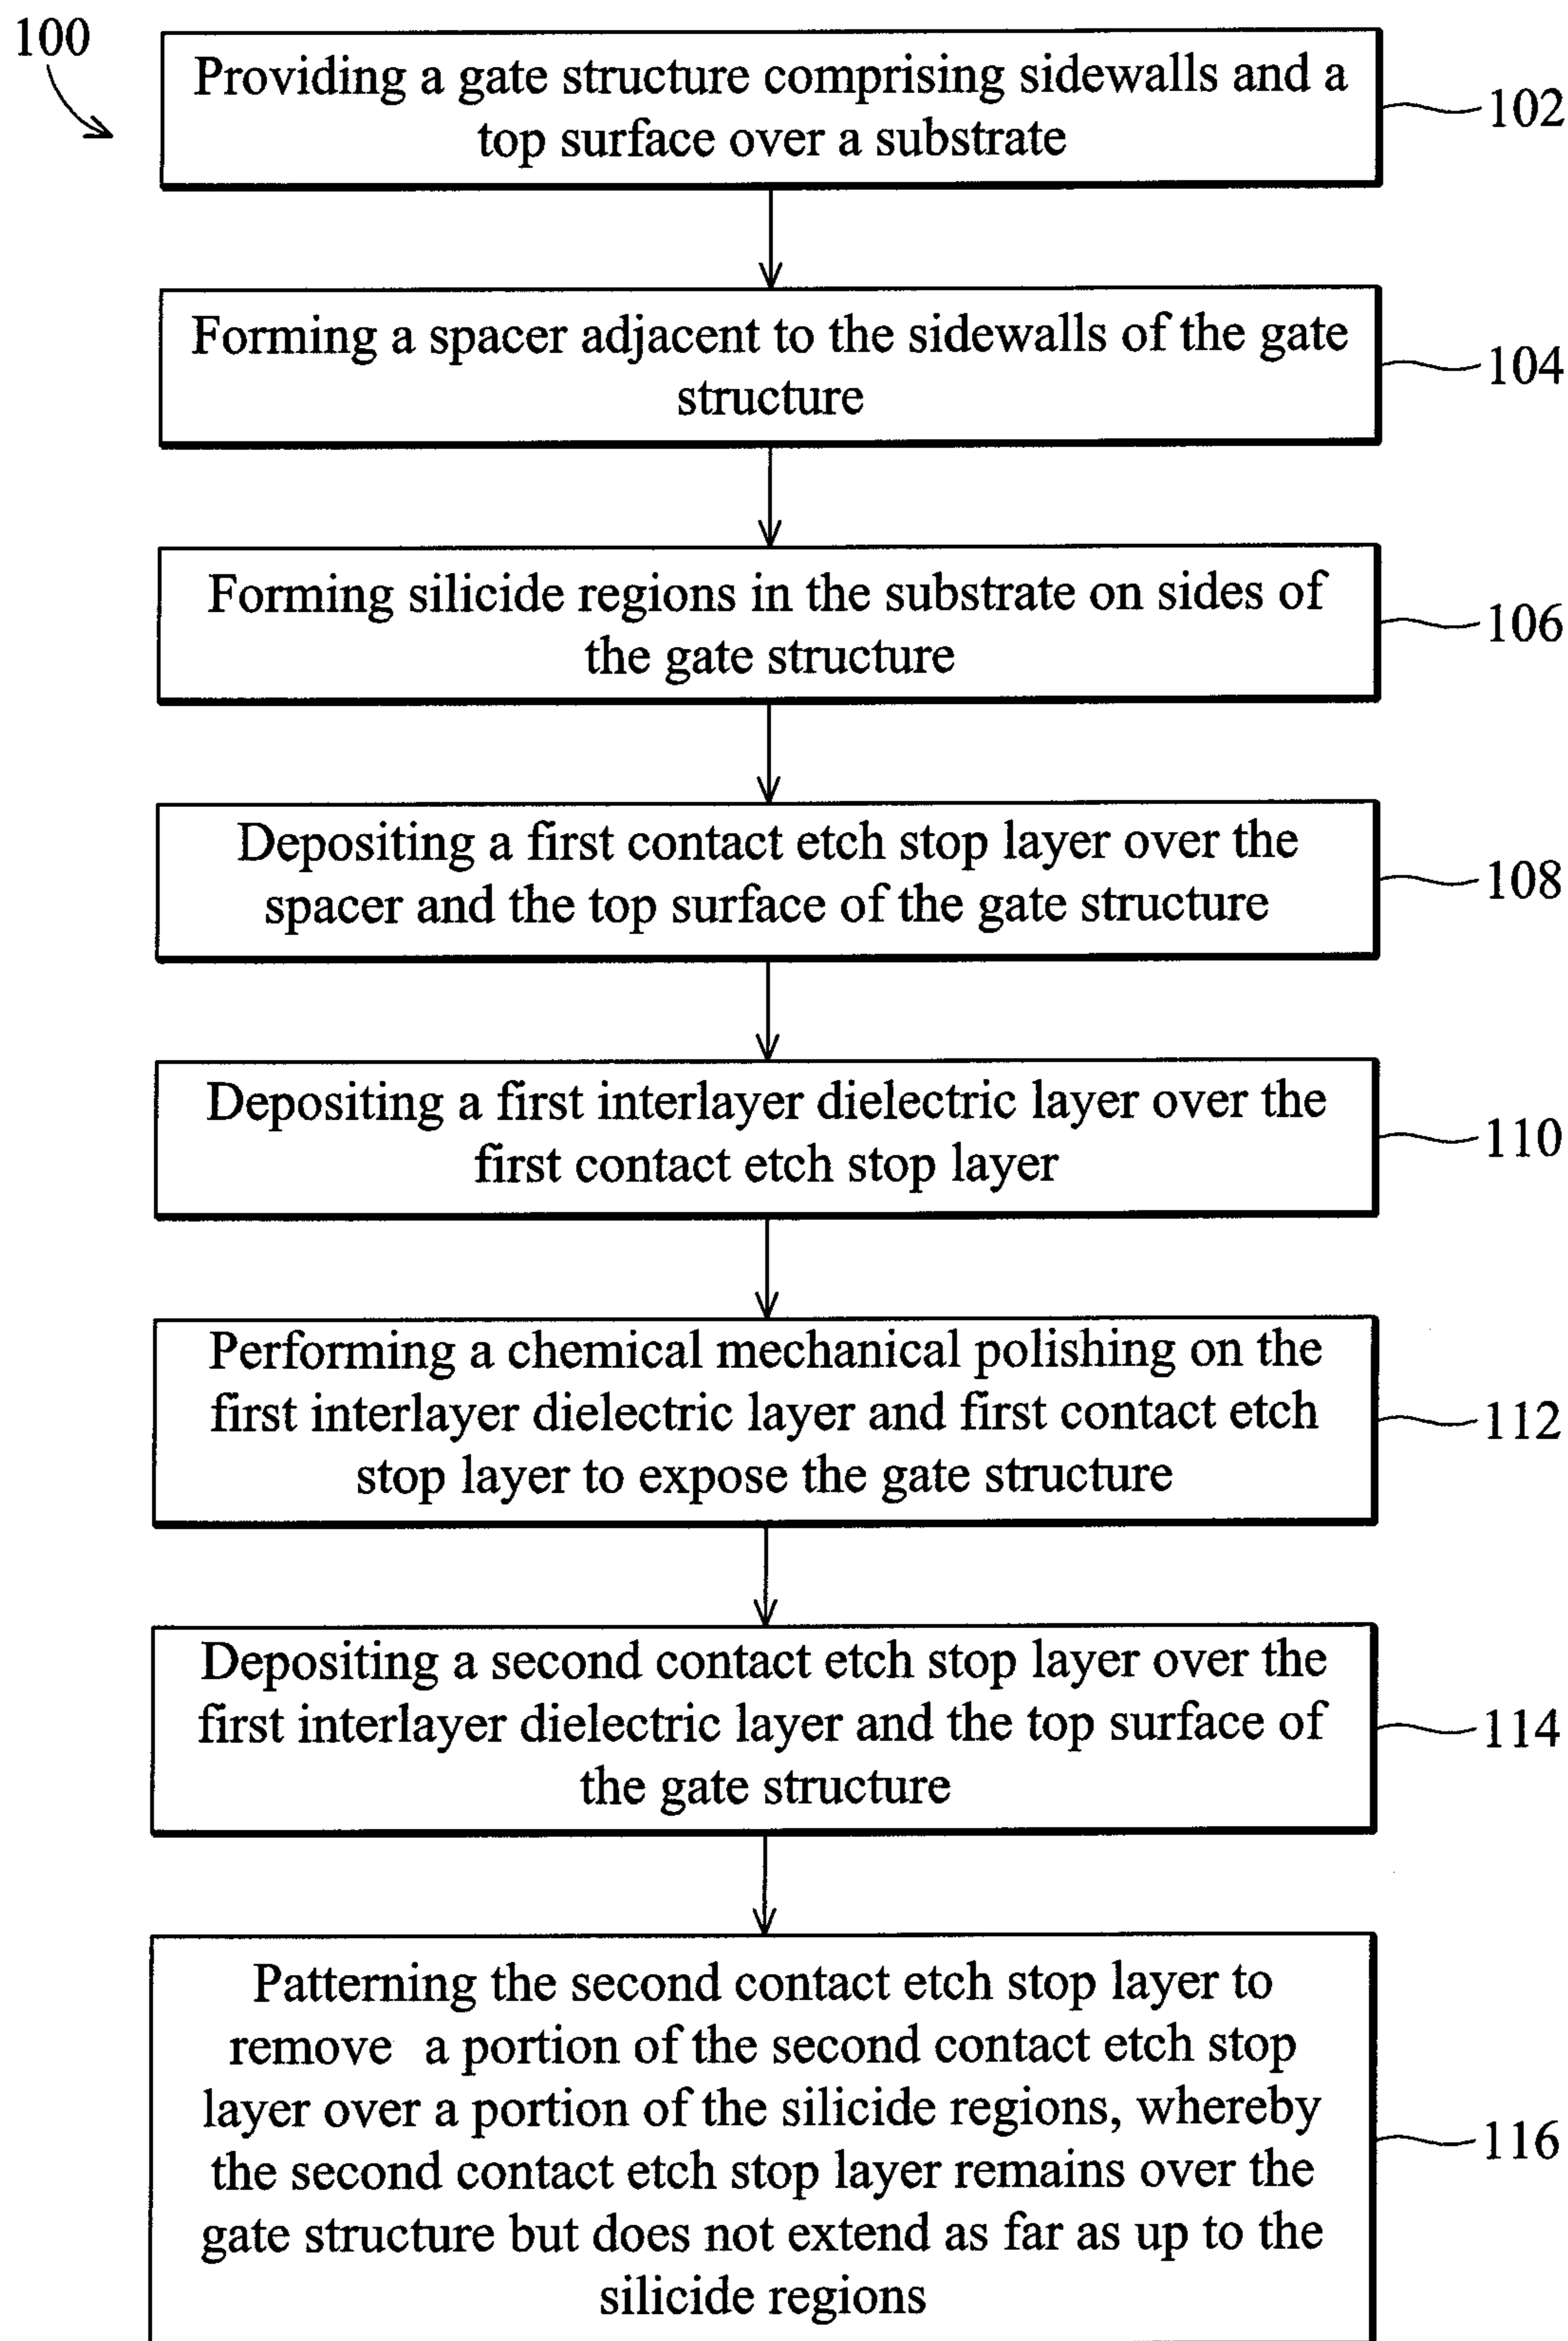 100
Providing a gate structure comprising sidewalls and a
top surface over a substrate
102
Forming a spacer adjacent to the sidewalls of the gate
structure
104
Forming silicide regions in the substrate on sides of
the gate structure
106
Depositing a first contact etch stop layer over the
spacer and the top surface of the gate structure
108
Depositing a first interlayer dielectric layer over the
first contact etch stop layer
110
Performing a chemical mechanical polishing on the
first interlayer dielectric layer and first contact etch
stop layer to expose the gate structure
112
Depositing a second contact etch stop layer over the
first interlayer dielectric layer and the top surface of
the gate structure
114
Patterning the second contact etch stop layer to
remove a portion of the second contact etch stop
layer over a portion of the silicide regions, whereby
the second contact etch stop layer remains over the
gate structure but does not extend as far as up to the
silicide regions
116